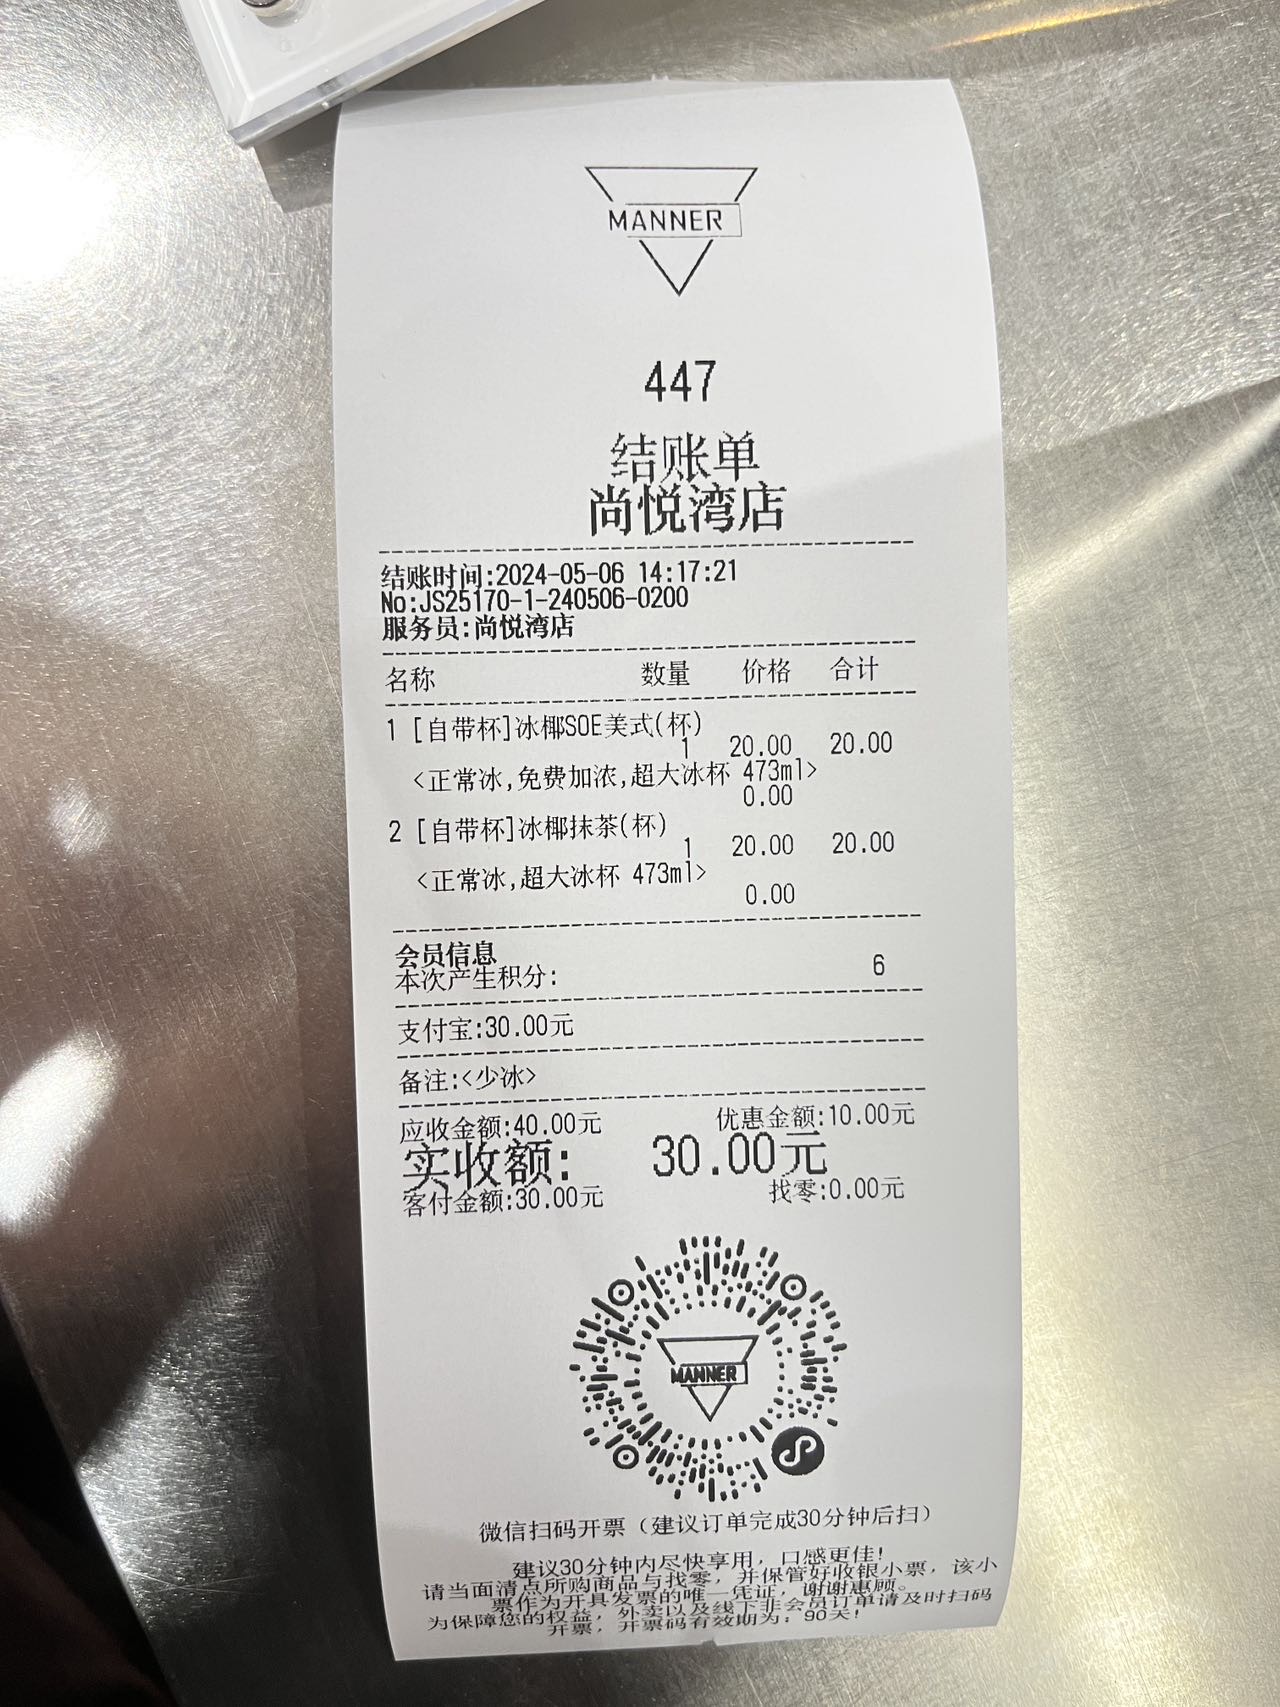 MANNER
447
结账单
尚悦湾店
结账时间:2024-05-06 14:17:21
No:JS25170-1-240506-0200
服务员:尚悦湾店
名称 数量 价格 合计
1 [自带杯]冰椰SOE美式(杯)
1 20.00 20.00
<正常冰,免费加浓,超大冰杯 473ml>
0.00
2 [自带杯]冰椰抹茶(杯)
1 20.00 20.00
<正常冰,超大冰杯 473ml>
0.00
会员信息
本次产生积分: 6
支付宝:30.00元
备注:<少冰>
应收金额:40.00元 优惠金额:10.00元
实收额: 30.00元
客付金额:30.00元 找零:0.00元
MANNER
微信扫码开票（建议订单完成30分钟后扫）
建议30分钟内尽快享用，口感更佳!
请当面清点所购商品与找零，并保管好收银小票，该小
票作为开具发票的唯一凭证，谢谢惠顾。
为保障您的权益，外卖以及线下非会员订单请及时扫码
开票，开票码有效期为：90天!